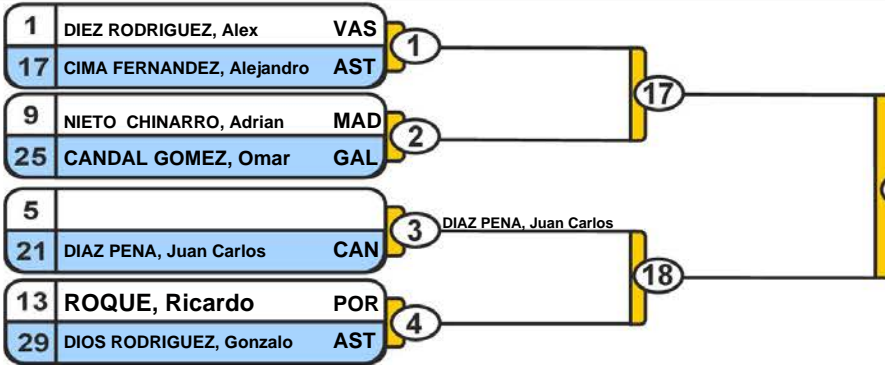 1 DIEZ RODRIGUEZ, Alex VAS
17 CIMA FERNANDEZ, Alejandro AST
1
9 NIETO CHINARRO, Adrian MAD
25 CANDAL GOMEZ, Omar GAL
2
17
5
21 DIAZ PENA, Juan Carlos CAN
3
DIAZ PENA, Juan Carlos
13 ROQUE, Ricardo POR
29 DIOS RODRIGUEZ, Gonzalo AST
4
18